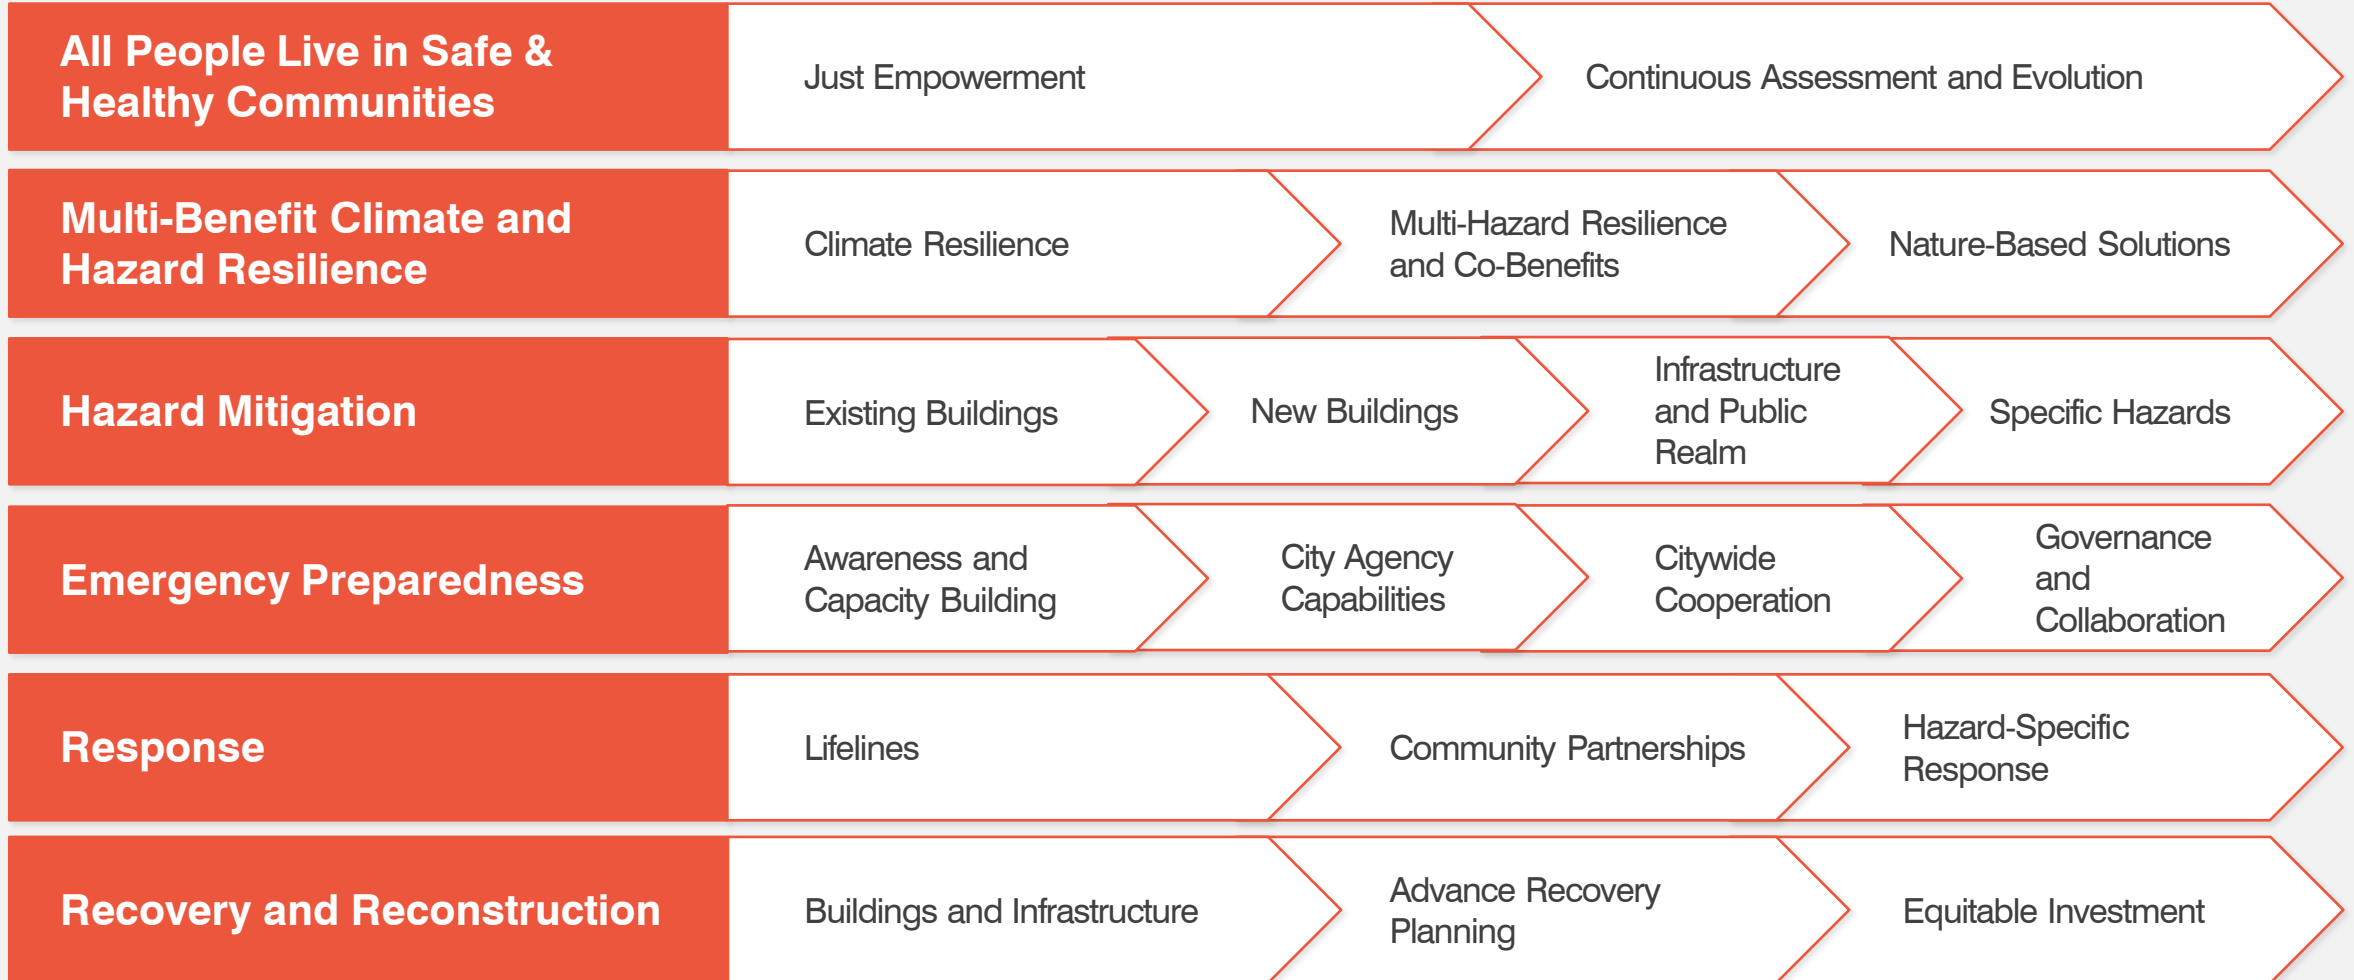 All People Live in Safe &
Healthy Communities
Just Empowerment
Continuous Assessment and Evolution
Multi-Benefit Climate and
Hazard Resilience
Climate Resilience
Multi-Hazard Resilience
and Co-Benefits
Nature-Based Solutions
Hazard Mitigation
Existing Buildings
New Buildings
Infrastructure
and Public
Realm
Specific Hazards
Emergency Preparedness
Awareness and
Capacity Building
City Agency
Capabilities
Citywide
Cooperation
Governance
and
Collaboration
Response
Lifelines
Community Partnerships
Hazard-Specific
Response
Recovery and Reconstruction
Buildings and Infrastructure
Advance Recovery
Planning
Equitable Investment